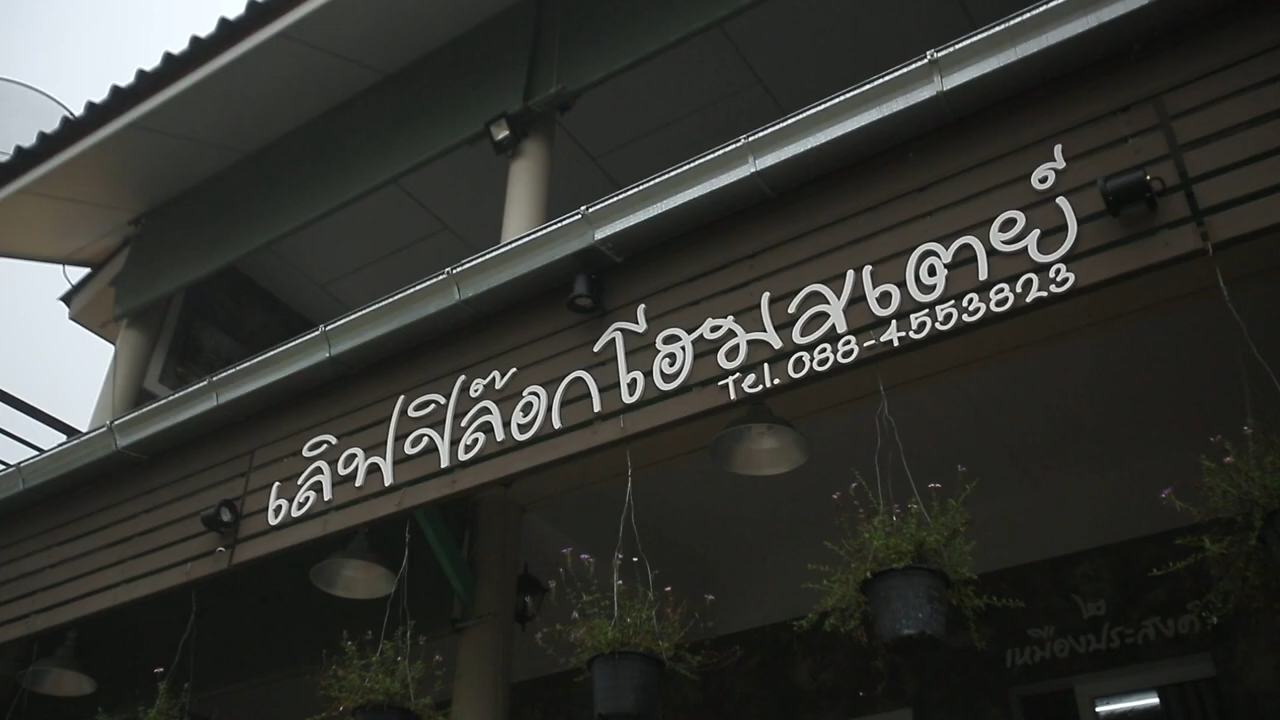 เลิฟปิล๊อกโฮมสเตย์
Tel. 088-4553823
เหมืองประสงค์